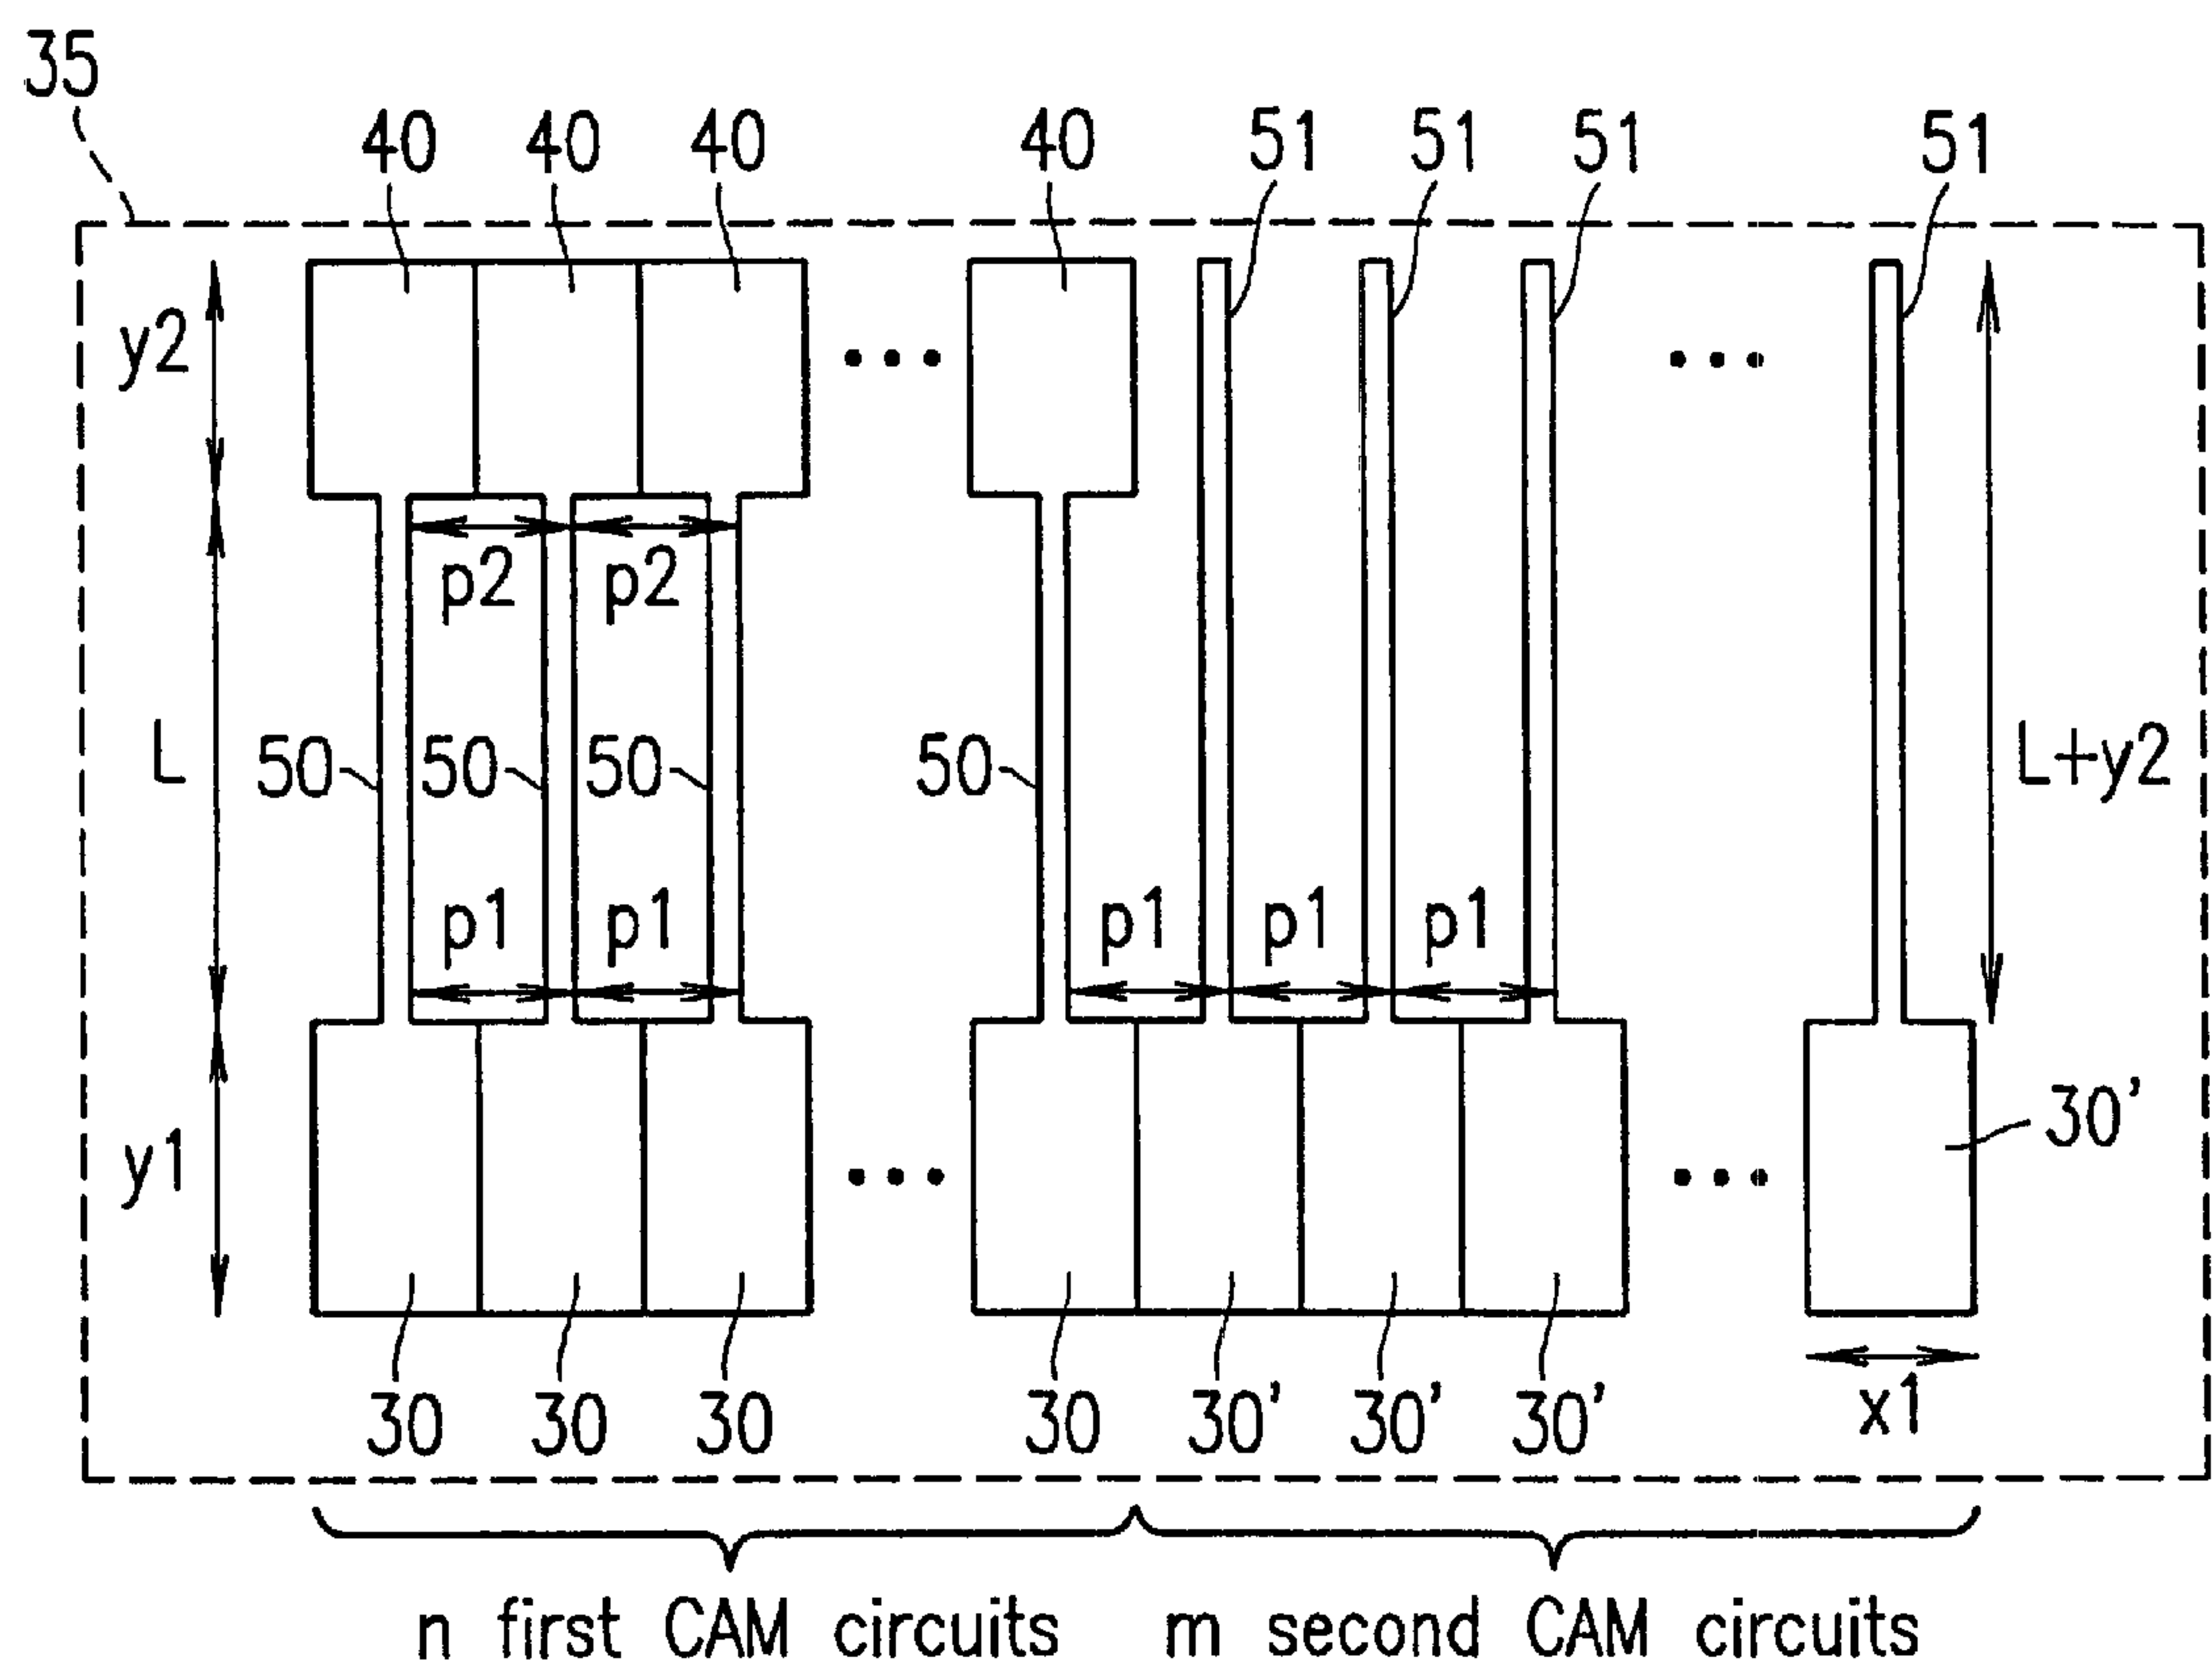 35
40 40 40 40 51 51 51 51
y2
p2 p2
L 50 50 50 50 L+y2
p1 p1 p1 p1 p1
y1 30'
x1
30 30 30 30 30' 30' 30'
n first CAM circuits m second CAM circuits